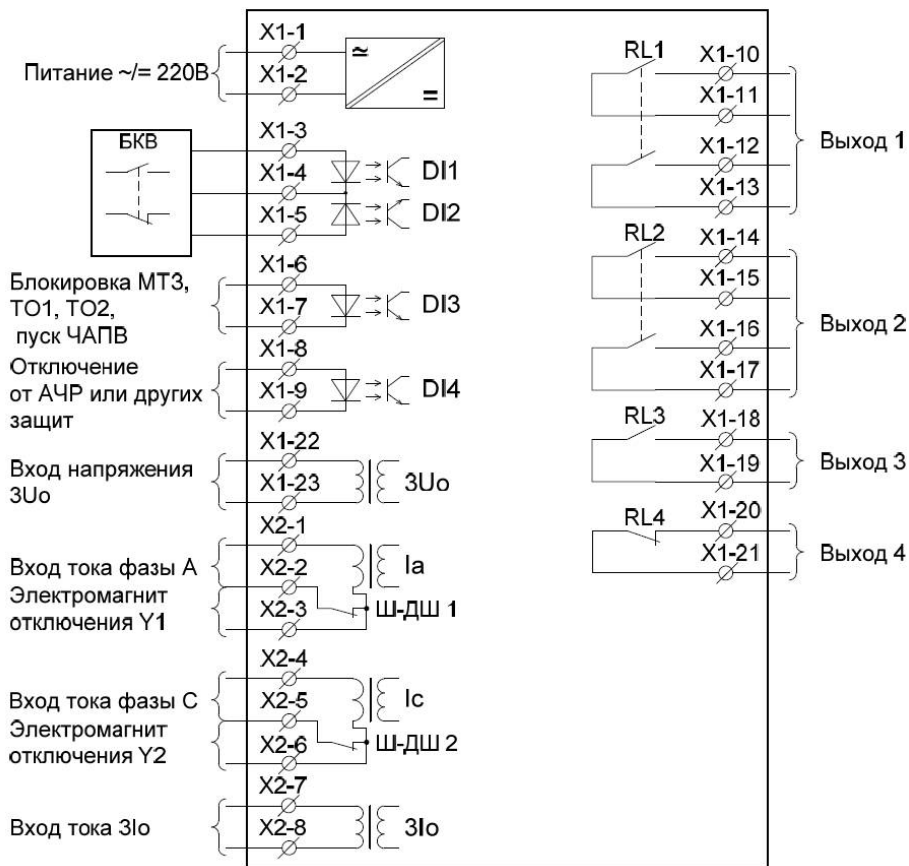 X1-1
Питание ~/= 220В
X1-2
≃
=
БКВ
X1-3
X1-4
DI1
X1-5
DI2
Блокировка МТЗ,
ТО1, ТО2,
пуск ЧАПВ
X1-6
X1-7
DI3
Отключение
от АЧР или других
защит
X1-8
X1-9
DI4
Вход напряжения
3Uo
X1-22
X1-23
3Uo
Вход тока фазы А
X2-1
X2-2
Ia
Электромагнит
отключения Y1
X2-3
Ш-ДШ 1
Вход тока фазы С
X2-4
X2-5
Ic
Электромагнит
отключения Y2
X2-6
Ш-ДШ 2
Вход тока 3Io
X2-7
X2-8
3Io
RL1
X1-10
X1-11
X1-12
X1-13
Выход 1
RL2
X1-14
X1-15
X1-16
X1-17
Выход 2
RL3
X1-18
X1-19
Выход 3
RL4
X1-20
X1-21
Выход 4